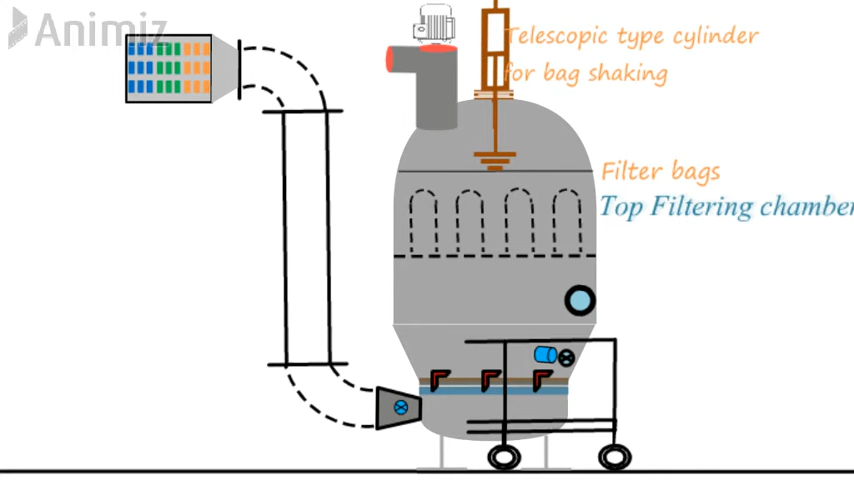 Animiz
Telescopic type cylinder
for bag shaking
Filter bags
Top Filtering chamber